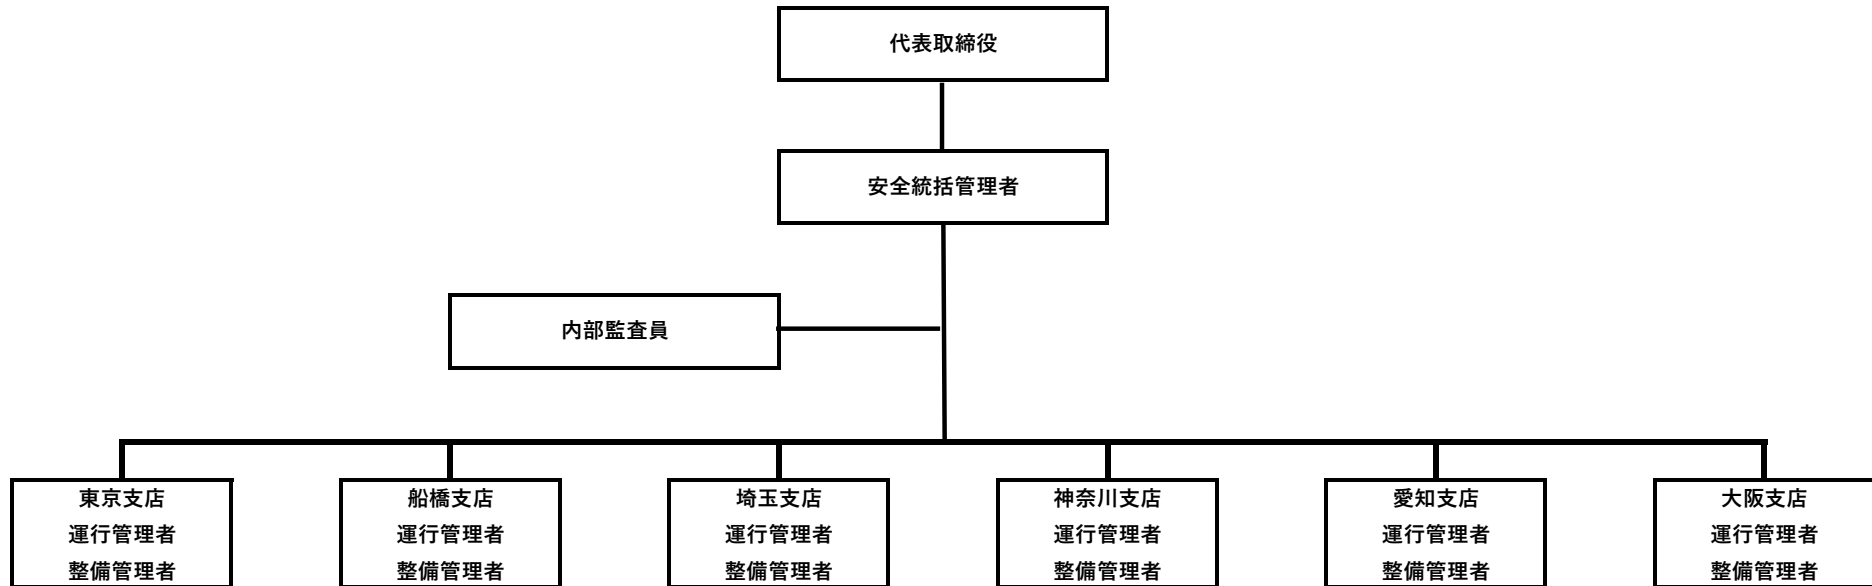 代表取締役
安全統括管理者
内部監査員
東京支店
運行管理者
整備管理者
船橋支店
運行管理者
整備管理者
埼玉支店
運行管理者
整備管理者
神奈川支店
運行管理者
整備管理者
愛知支店
運行管理者
整備管理者
大阪支店
運行管理者
整備管理者